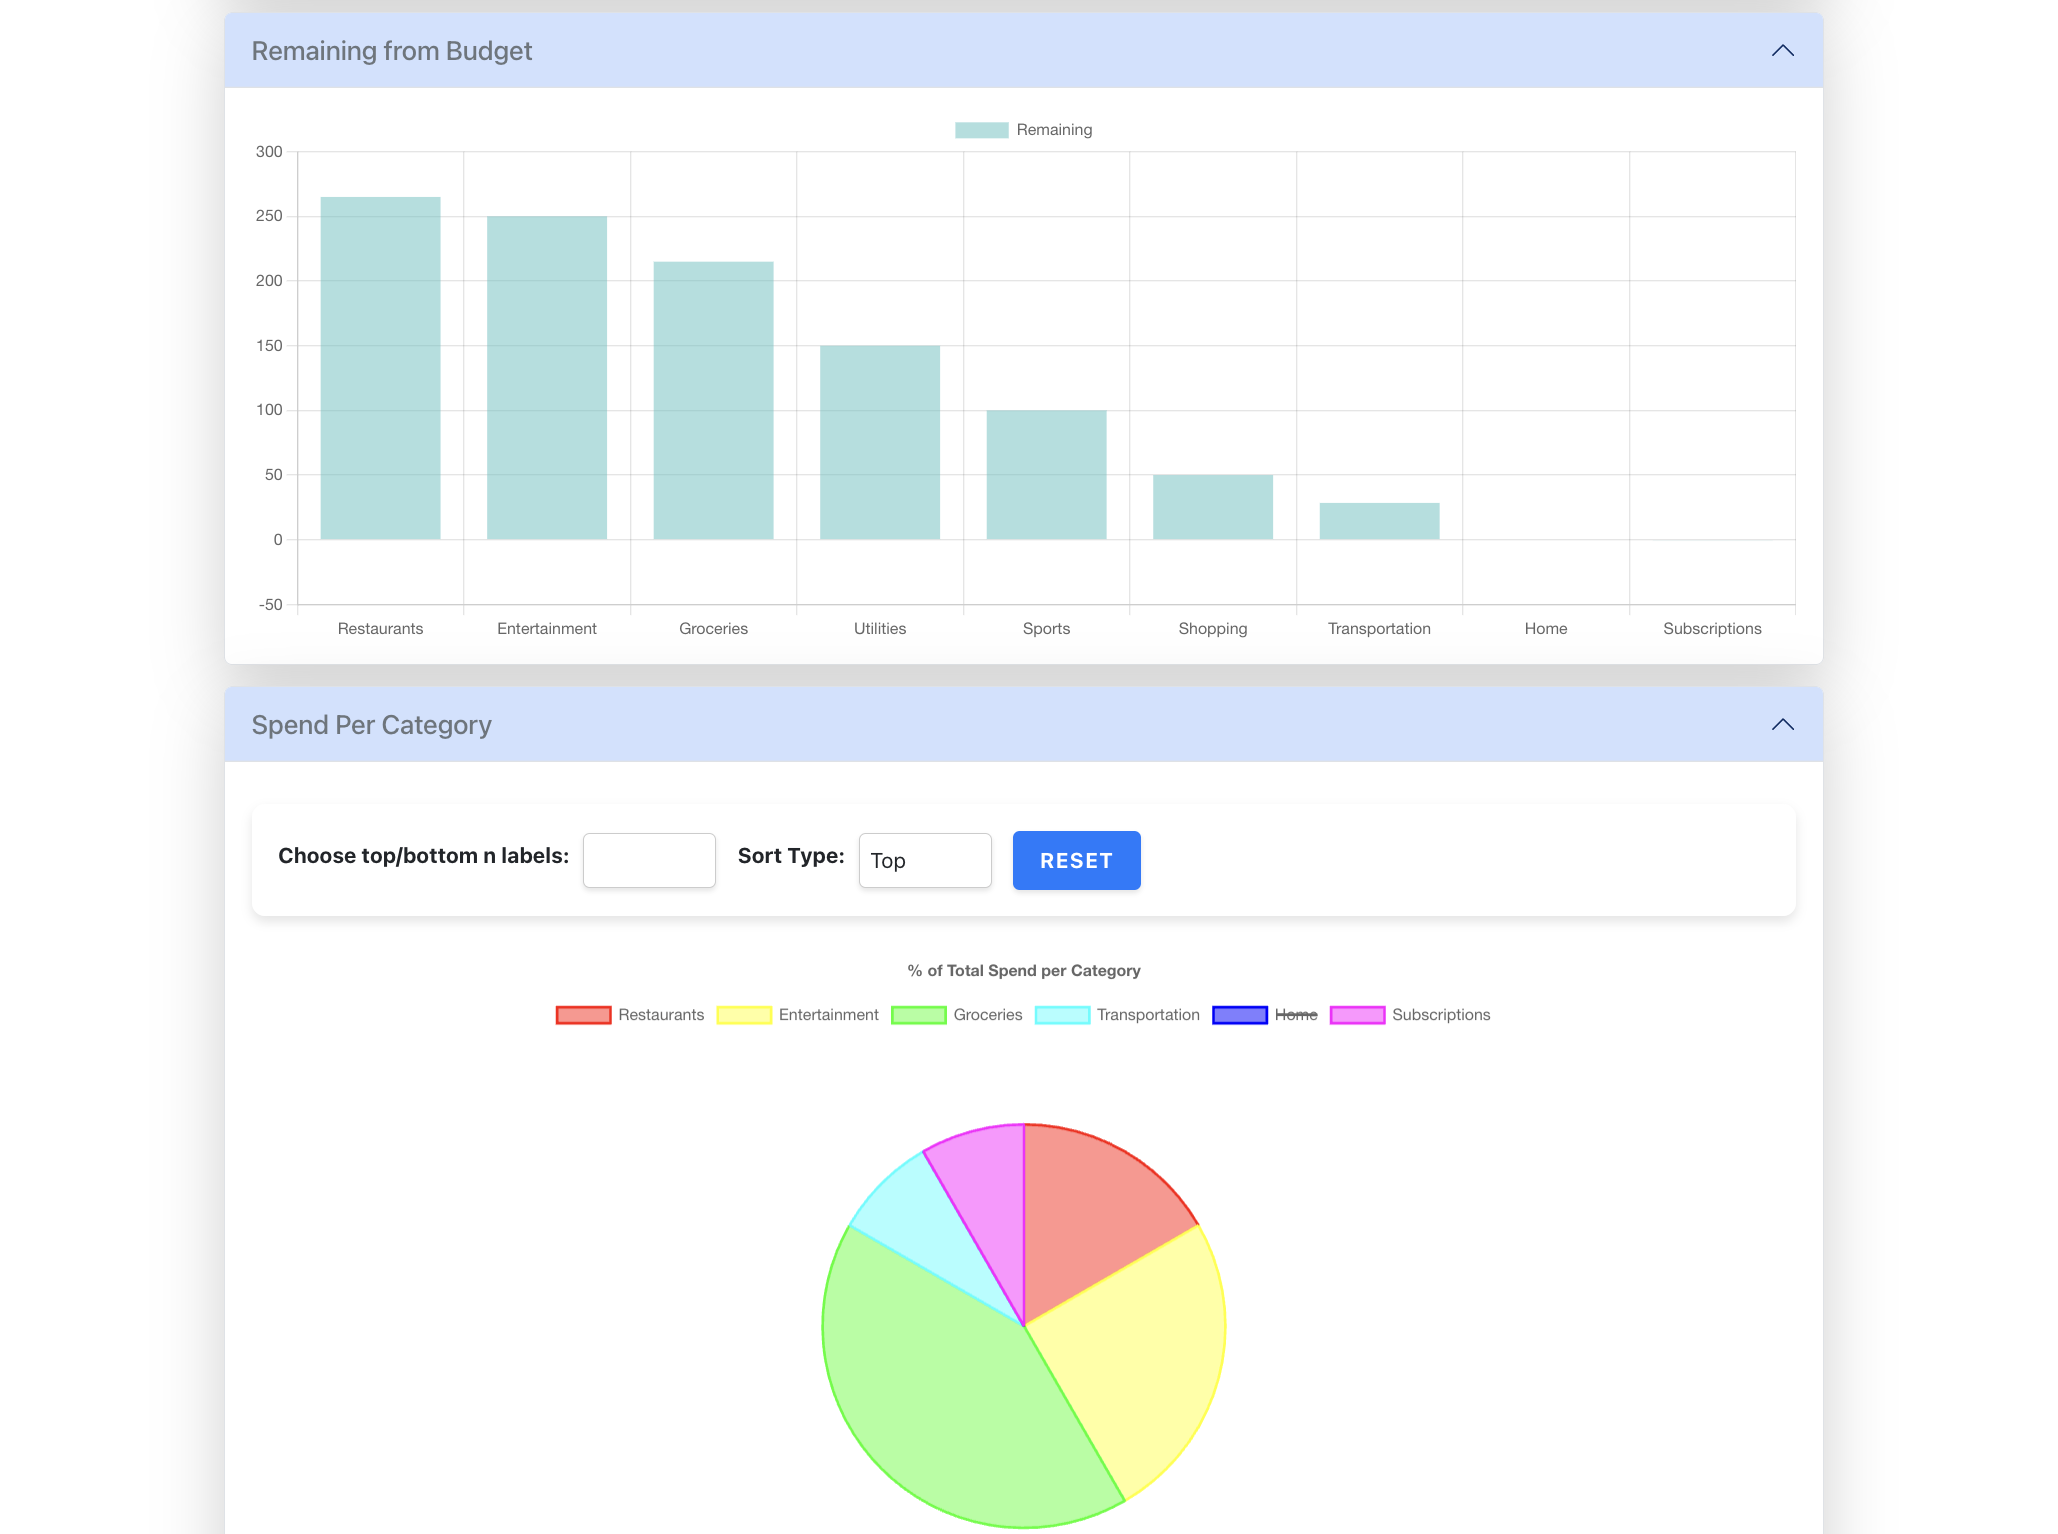 Remaining from Budget
Remaining
300
250
200
150
100
50
0
-50
Restaurants Entertainment Groceries Utilities Sports Shopping Transportation Home Subscriptions
Spend Per Category
Choose top/bottom n labels: Sort Type: Top RESET
% of Total Spend per Category
Restaurants Entertainment Groceries Transportation Home Subscriptions